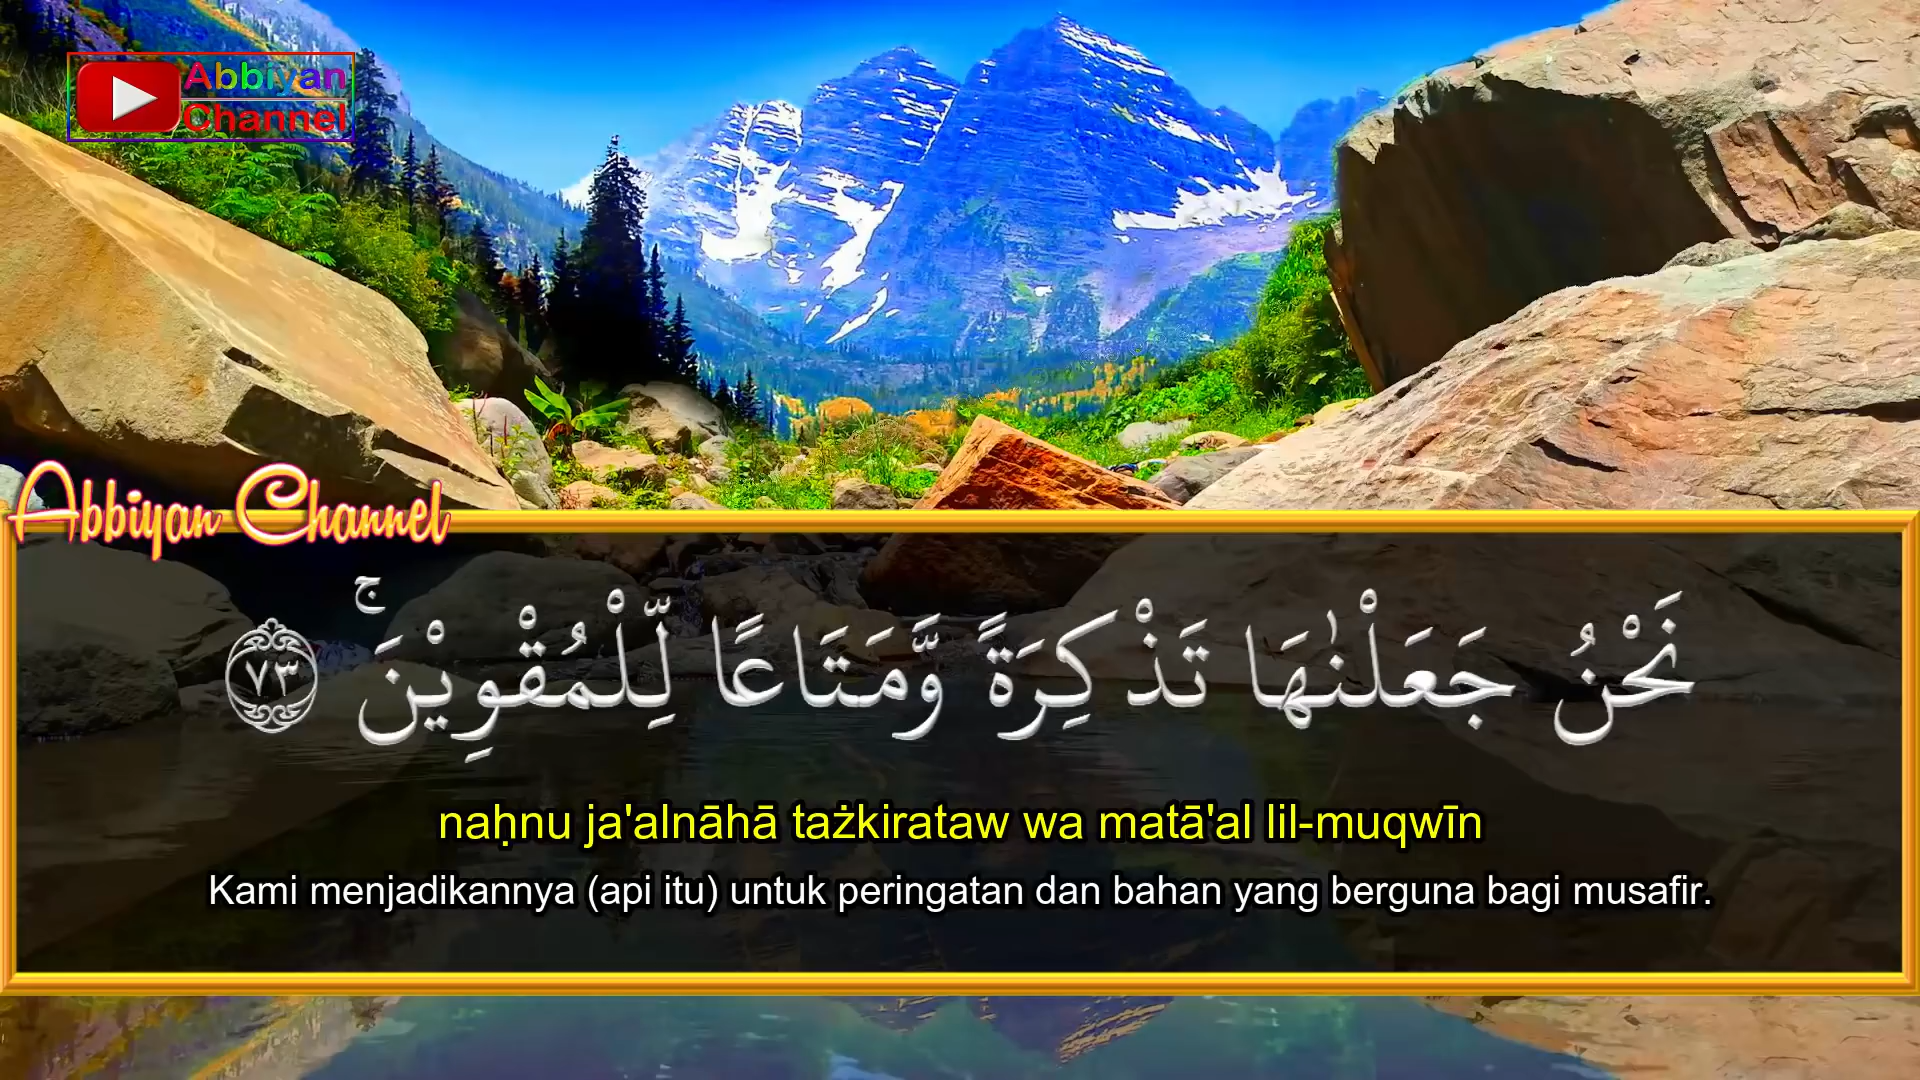 Abbiyan
Channel
Abbiyan Channel
نَحْنُ جَعَلْنٰهَا تَذْكِرَةً وَّمَتَاعًا لِّلْمُقْوِيْنَۚ ٧٣
naḥnu ja'alnāhā tażkirataw wa matā'al lil-muqwīn
Kami menjadikannya (api itu) untuk peringatan dan bahan yang berguna bagi musafir.